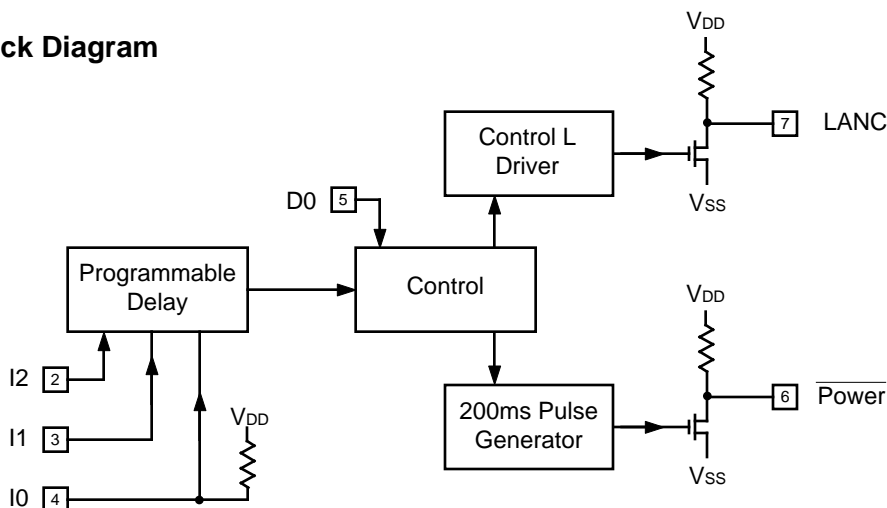 ck Diagram
VDD
7 LANC
Control L
Driver
VSS
D0 5
Programmable
Delay
Control
VDD
I2 2
200ms Pulse
Generator
6 Power
I1 3
VDD
VSS
I0 4